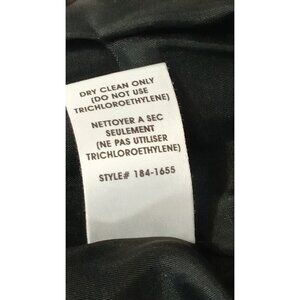 DRY CLEAN ONLY
(DO NOT USE
TRICHLOROETHYLENE)
NETTOYER A SEC
SEULEMENT
(NE PAS UTILISER
TRICHLOROETHYLENE)
STYLE# 184-1655